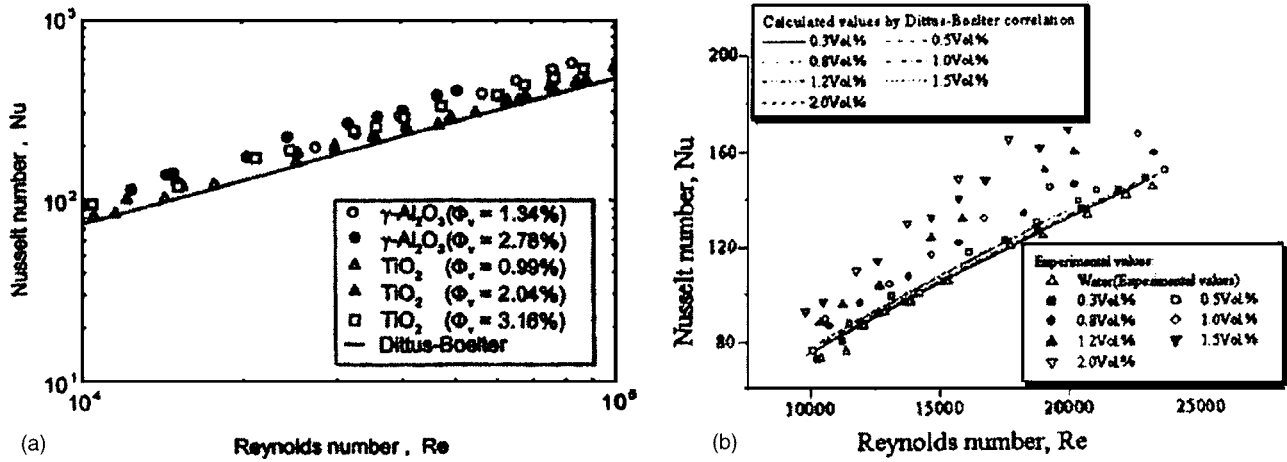 10³
10²
10¹
Nusselt number, Nu
γ-Al₂O₃(Φᵥ = 1.34%)
γ-Al₂O₃(Φᵥ = 2.78%)
TiO₂ (Φᵥ = 0.99%)
TiO₂ (Φᵥ = 2.04%)
TiO₂ (Φᵥ = 3.16%)
Dittus-Boelter
10⁴ 10⁵
(a) Reynolds number, Re
Calculated values by Dittus-Boelter correlation
0.3Vol.% 0.5Vol.%
0.8Vol.% 1.0Vol.%
1.2Vol.% 1.5Vol.%
2.0Vol.%
200
160
120
80
Nusselt number, Nu
Experimental values
Water(Experimental values)
0.3Vol.% 0.5Vol.%
0.8Vol.% 1.0Vol.%
1.2Vol.% 1.5Vol.%
2.0Vol.%
10000 15000 20000 25000
(b) Reynolds number, Re